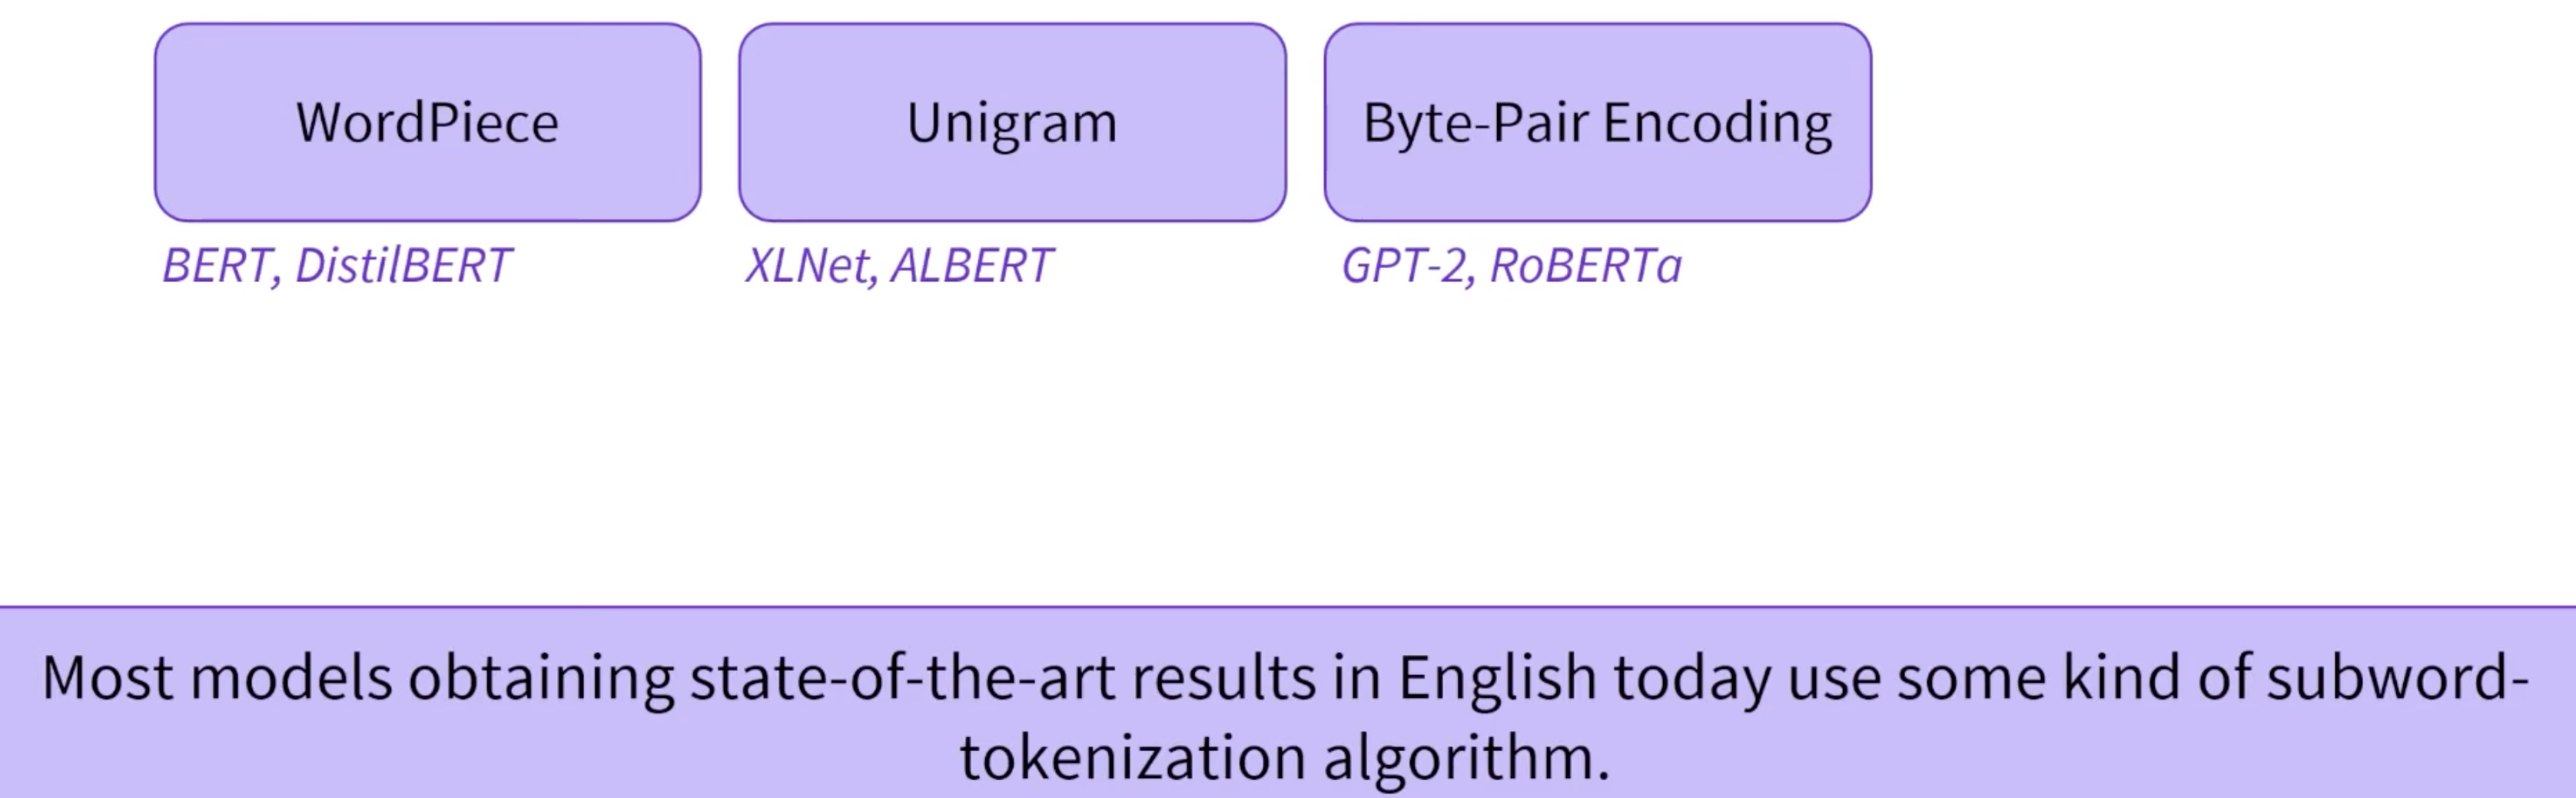 WordPiece
Unigram
Byte-Pair Encoding
BERT, DistilBERT
XLNet, ALBERT
GPT-2, RoBERTa
Most models obtaining state-of-the-art results in English today use some kind of subword-
tokenization algorithm.